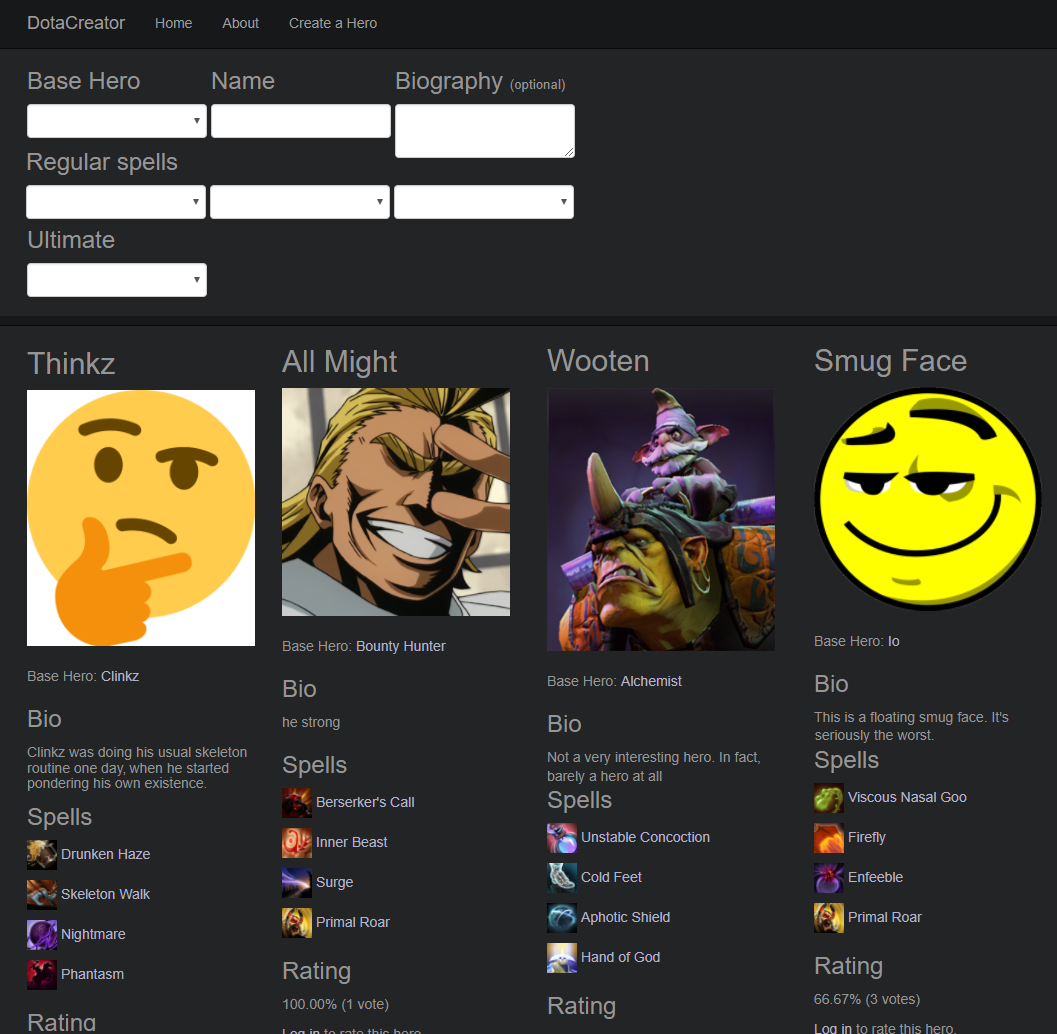 DotaCreator Home About Create a Hero
Base Hero Name Biography (optional)
Regular spells
Ultimate
Thinkz
Base Hero: Clinkz
Bio
Clinkz was doing his usual skeleton
routine one day, when he started
pondering his own existence.
Spells
Drunken Haze
Skeleton Walk
Nightmare
Phantasm
Rating
All Might
Base Hero: Bounty Hunter
Bio
he strong
Spells
Berserker's Call
Inner Beast
Surge
Primal Roar
Rating
100.00% (1 vote)
Log in to rate this hero
Wooten
Base Hero: Alchemist
Bio
Not a very interesting hero. In fact,
barely a hero at all
Spells
Unstable Concoction
Cold Feet
Aphotic Shield
Hand of God
Rating
Smug Face
Base Hero: Io
Bio
This is a floating smug face. It's
seriously the worst.
Spells
Viscous Nasal Goo
Firefly
Enfeeble
Primal Roar
Rating
66.67% (3 votes)
Log in to rate this hero.